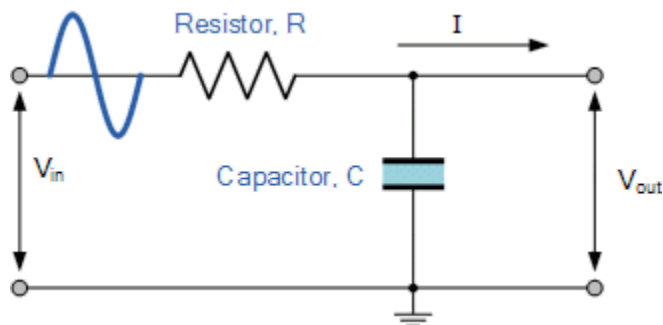 Resistor, R
I
Vin
Capacitor, C
Vout